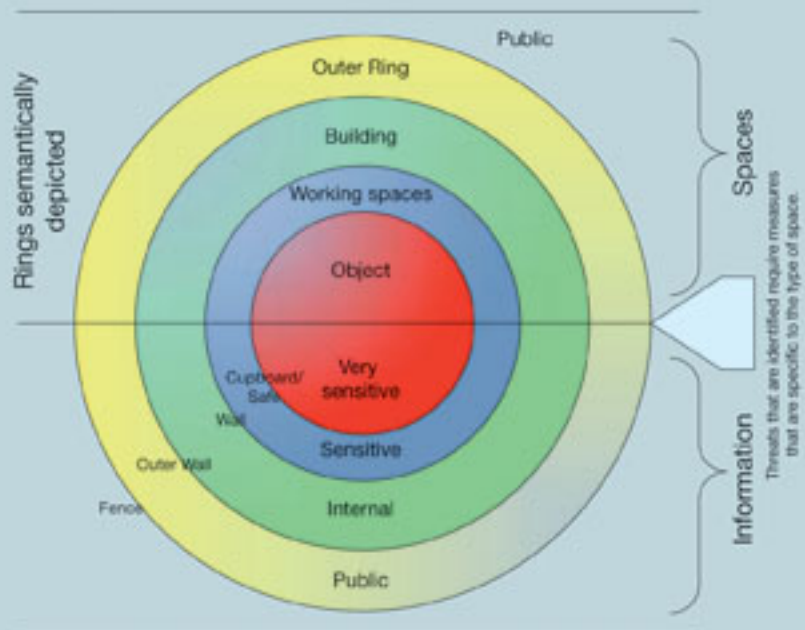 Public
Outer Ring
Building
Working spaces
Object
Very
sensitive
Cupboard/
Safe
Wall
Sensitive
Outer Wall
Fence
Internal
Public
Rings semantically
depicted
Spaces
Information
Threats that are identified require measures
that are specific to the type of space.